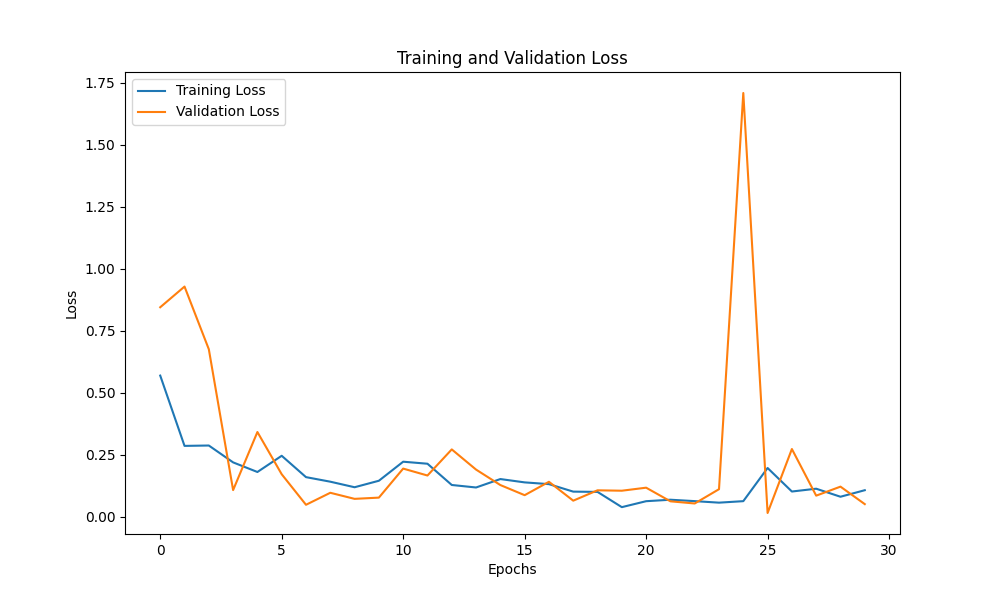 Training and Validation Loss
Training Loss
Validation Loss
1.75
1.50
1.25
1.00
0.75
0.50
0.25
0.00
Loss
0 5 10 15 20 25 30
Epochs